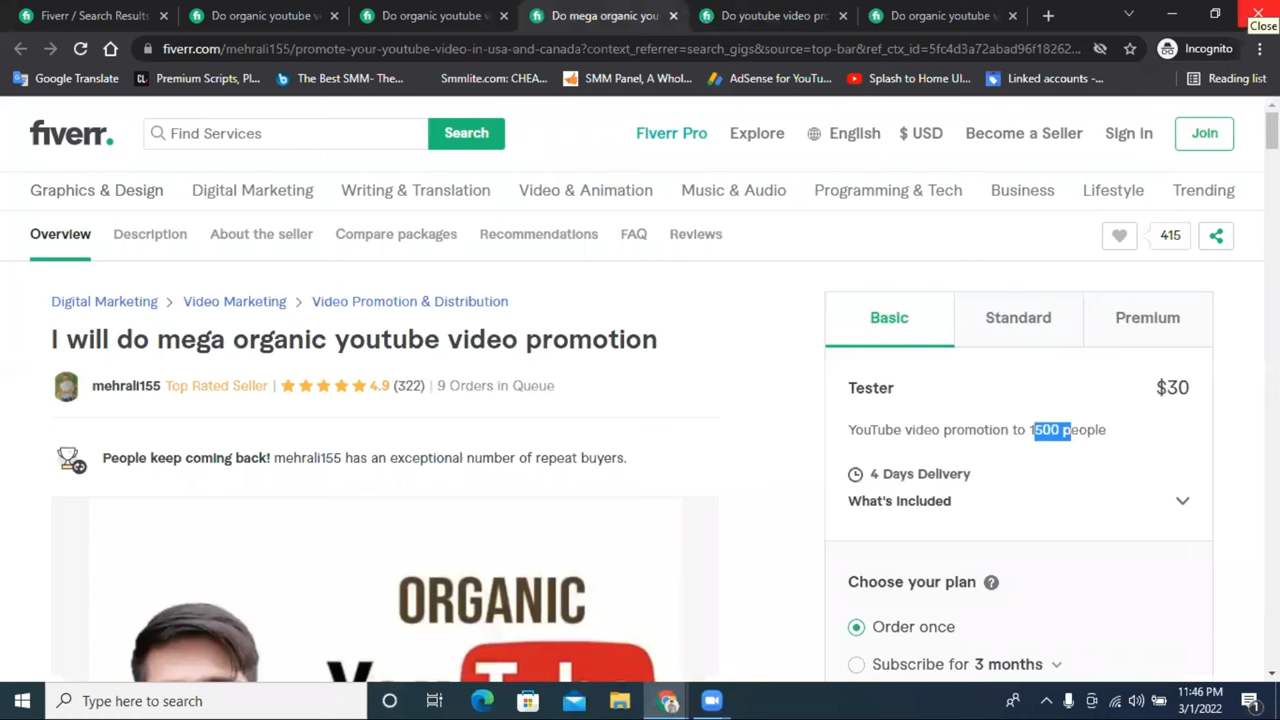 Fiverr / Search Results
Do organic youtube v
Do organic youtube v
Do mega organic you
Do youtube video pr
Do organic youtube v
Close
fiverr.com/mehrali155/promote-your-youtube-video-in-usa-and-canada?context_referrer=search_gigs&source=top-bar&ref_ctx_id=5fc4d3a72abad96f18262...
Incognito
Google Translate
Premium Scripts, Pl...
The Best SMM- The...
Smmlite.com: CHEA...
SMM Panel, A Whol...
AdSense for YouTu...
Splash to Home UI...
Linked accounts -...
Reading list
fiverr.
Find Services
Search
Fiverr Pro
Explore
English
$ USD
Become a Seller
Sign In
Join
Graphics & Design
Digital Marketing
Writing & Translation
Video & Animation
Music & Audio
Programming & Tech
Business
Lifestyle
Trending
Overview
Description
About the seller
Compare packages
Recommendations
FAQ
Reviews
415
Digital Marketing > Video Marketing > Video Promotion & Distribution
I will do mega organic youtube video promotion
mehrali155 Top Rated Seller | 4.9 (322) | 9 Orders in Queue
People keep coming back! mehrali155 has an exceptional number of repeat buyers.
ORGANIC
Basic
Standard
Premium
Tester
$30
YouTube video promotion to 1500 people
4 Days Delivery
What's Included
Choose your plan
Order once
Subscribe for 3 months
Type here to search
11:46 PM
3/1/2022